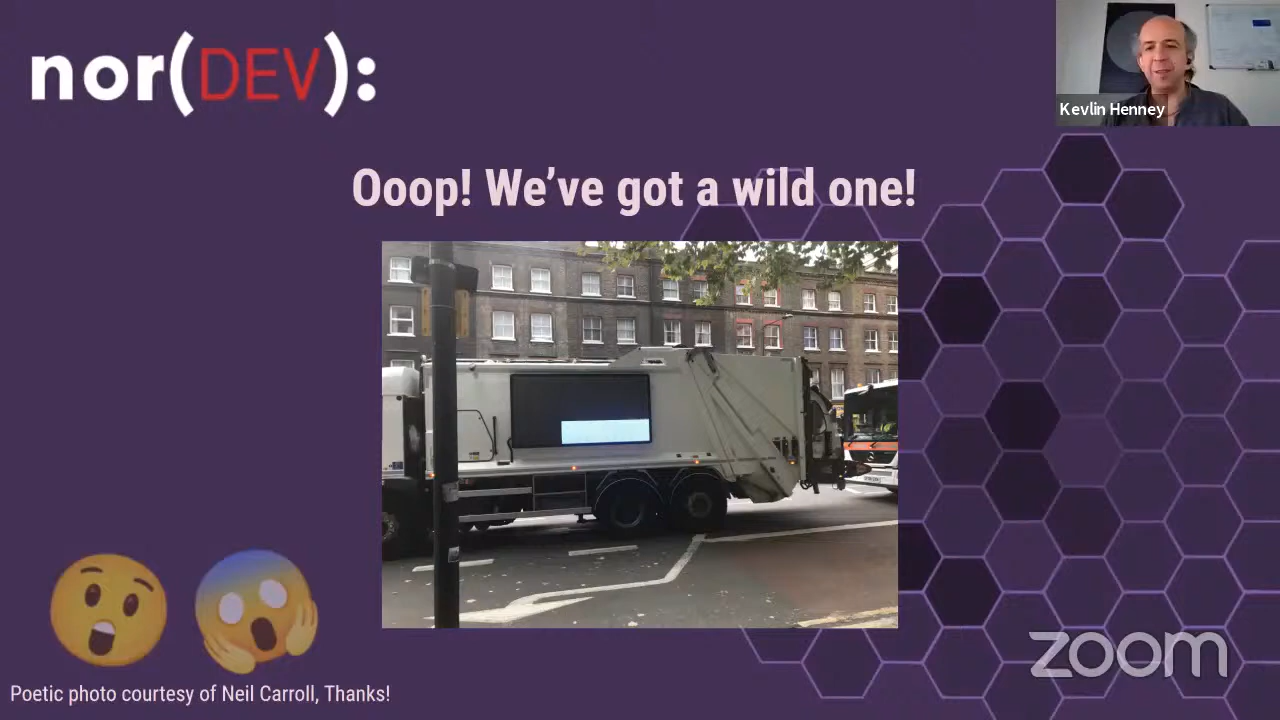 nor(DEV):
Kevlin Henney
Ooop! We've got a wild one!
zoom
Poetic photo courtesy of Neil Carroll, Thanks!